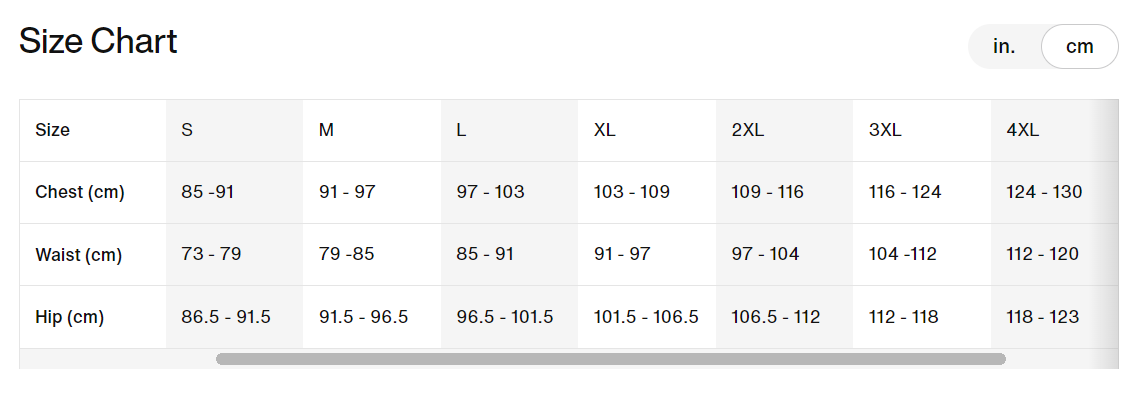 Size Chart
in. cm
Size S M L XL 2XL 3XL 4XL
Chest (cm) 85 -91 91 - 97 97 - 103 103 - 109 109 - 116 116 - 124 124 - 130
Waist (cm) 73 - 79 79 -85 85 - 91 91 - 97 97 - 104 104 -112 112 - 120
Hip (cm) 86.5 - 91.5 91.5 - 96.5 96.5 - 101.5 101.5 - 106.5 106.5 - 112 112 - 118 118 - 123